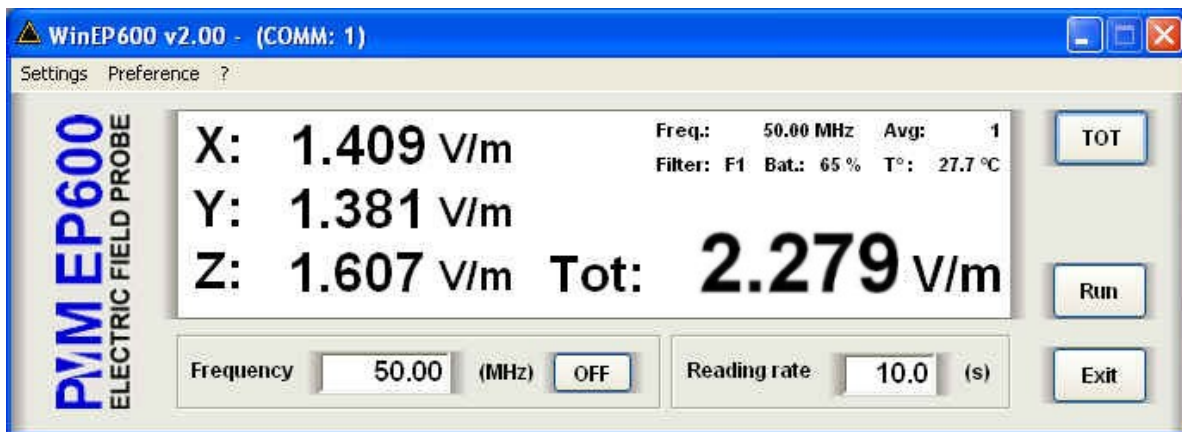 WinEP600 v2.00 - (COMM: 1)
Settings Preference ?
PMM EP600
ELECTRIC FIELD PROBE
X: 1.409 V/m
Y: 1.381 V/m
Z: 1.607 V/m
Freq.: 50.00 MHz Avg: 1
Filter: F1 Bat.: 65 % T°: 27.7 °C
Tot: 2.279 V/m
TOT
Run
Frequency 50.00 (MHz) OFF
Reading rate 10.0 (s)
Exit